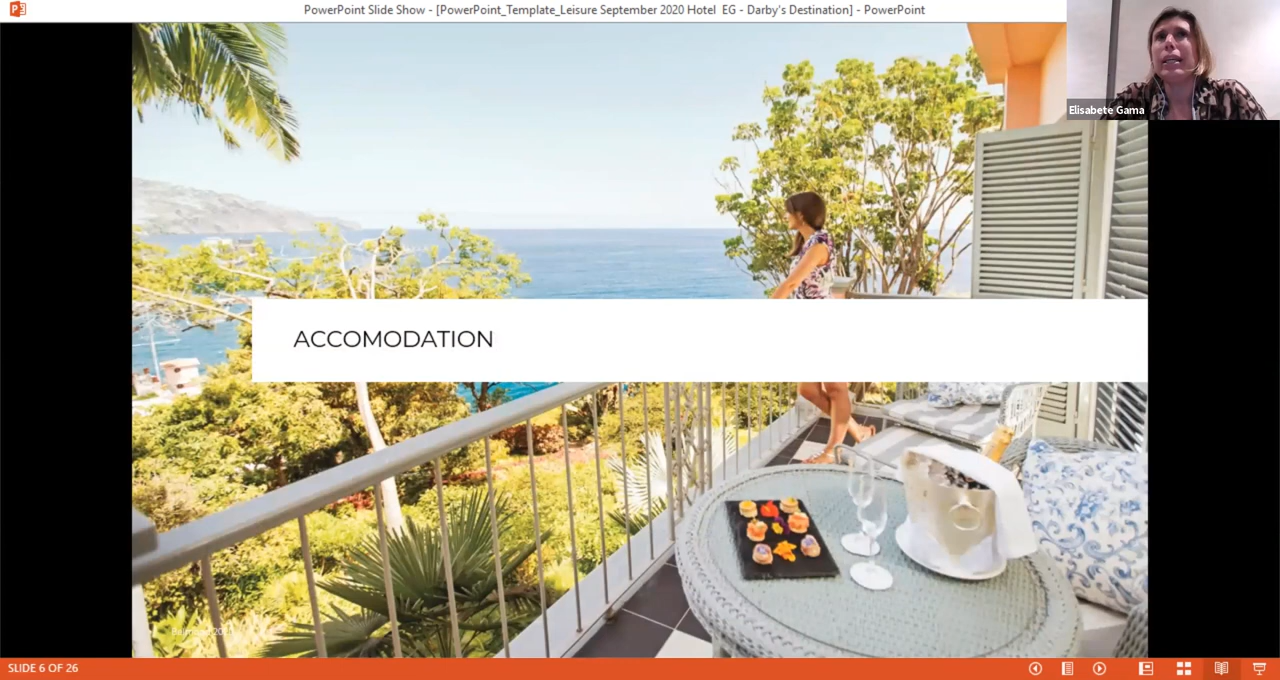 PowerPoint Slide Show - [PowerPoint_Template_Leisure September 2020 Hotel EG - Darby's Destination] - PowerPoint
Elisabete Gama
ACCOMODATION
SLIDE 6 OF 26